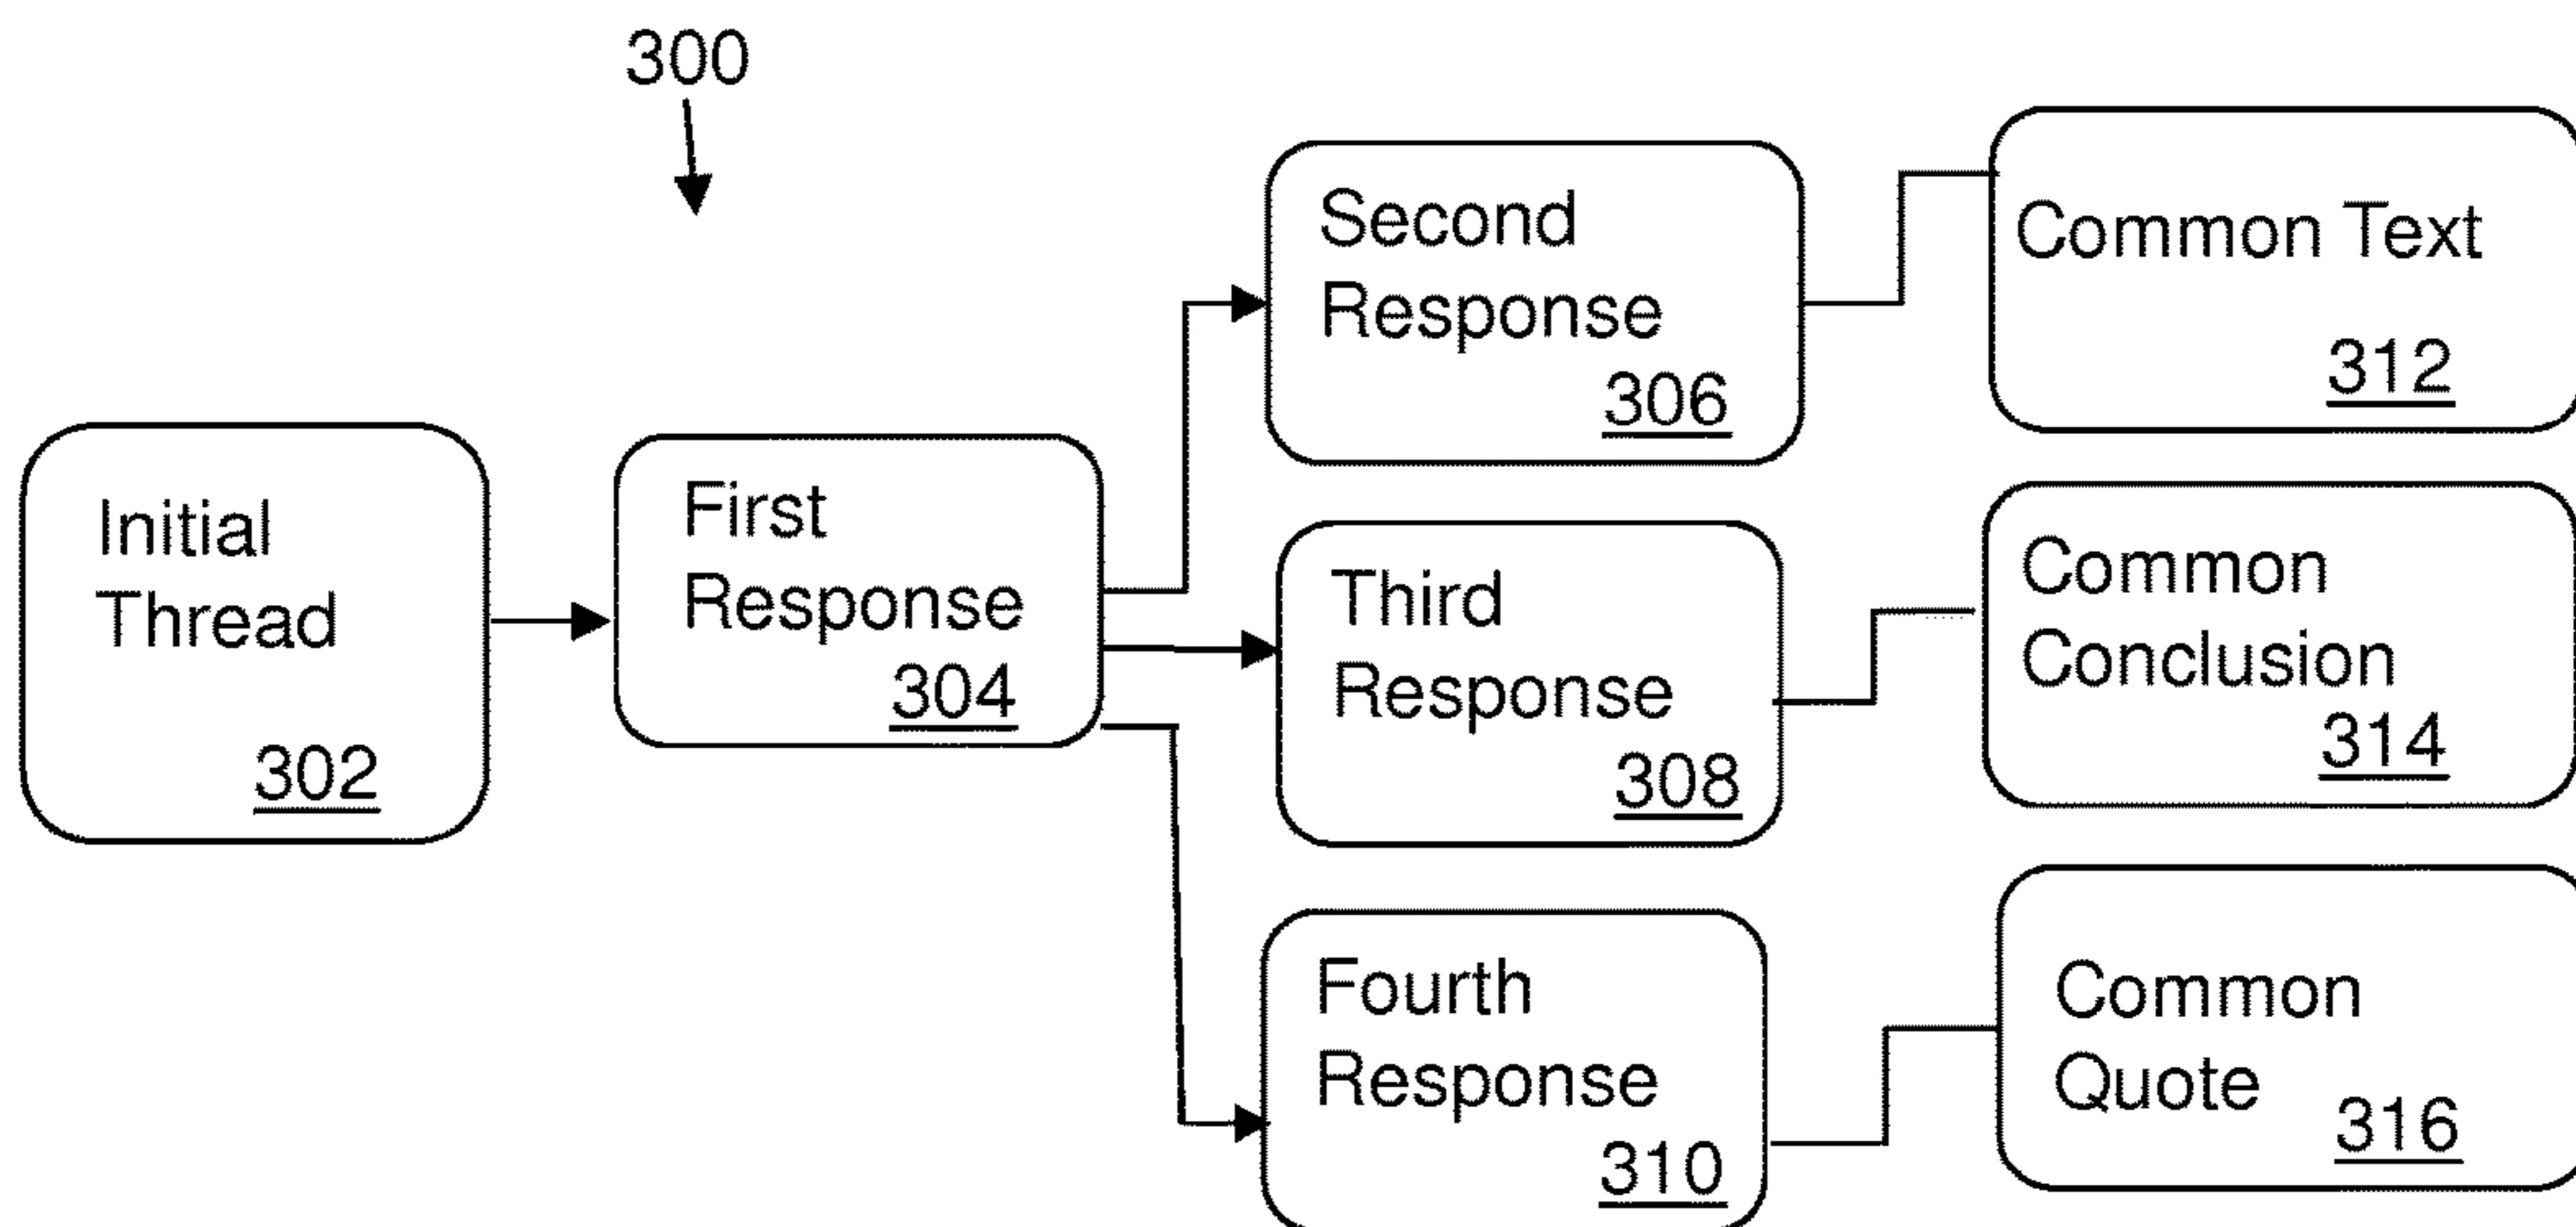 300
Initial
Thread
302
First
Response
304
Second
Response
306
Third
Response
308
Fourth
Response
310
Common Text
312
Common
Conclusion
314
Common
Quote
316